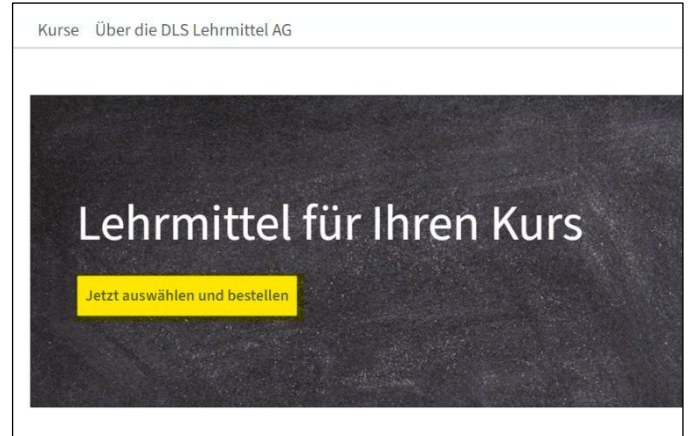 Kurse Über die DLS Lehrmittel AG
Lehrmittel für Ihren Kurs
Jetzt auswählen und bestellen